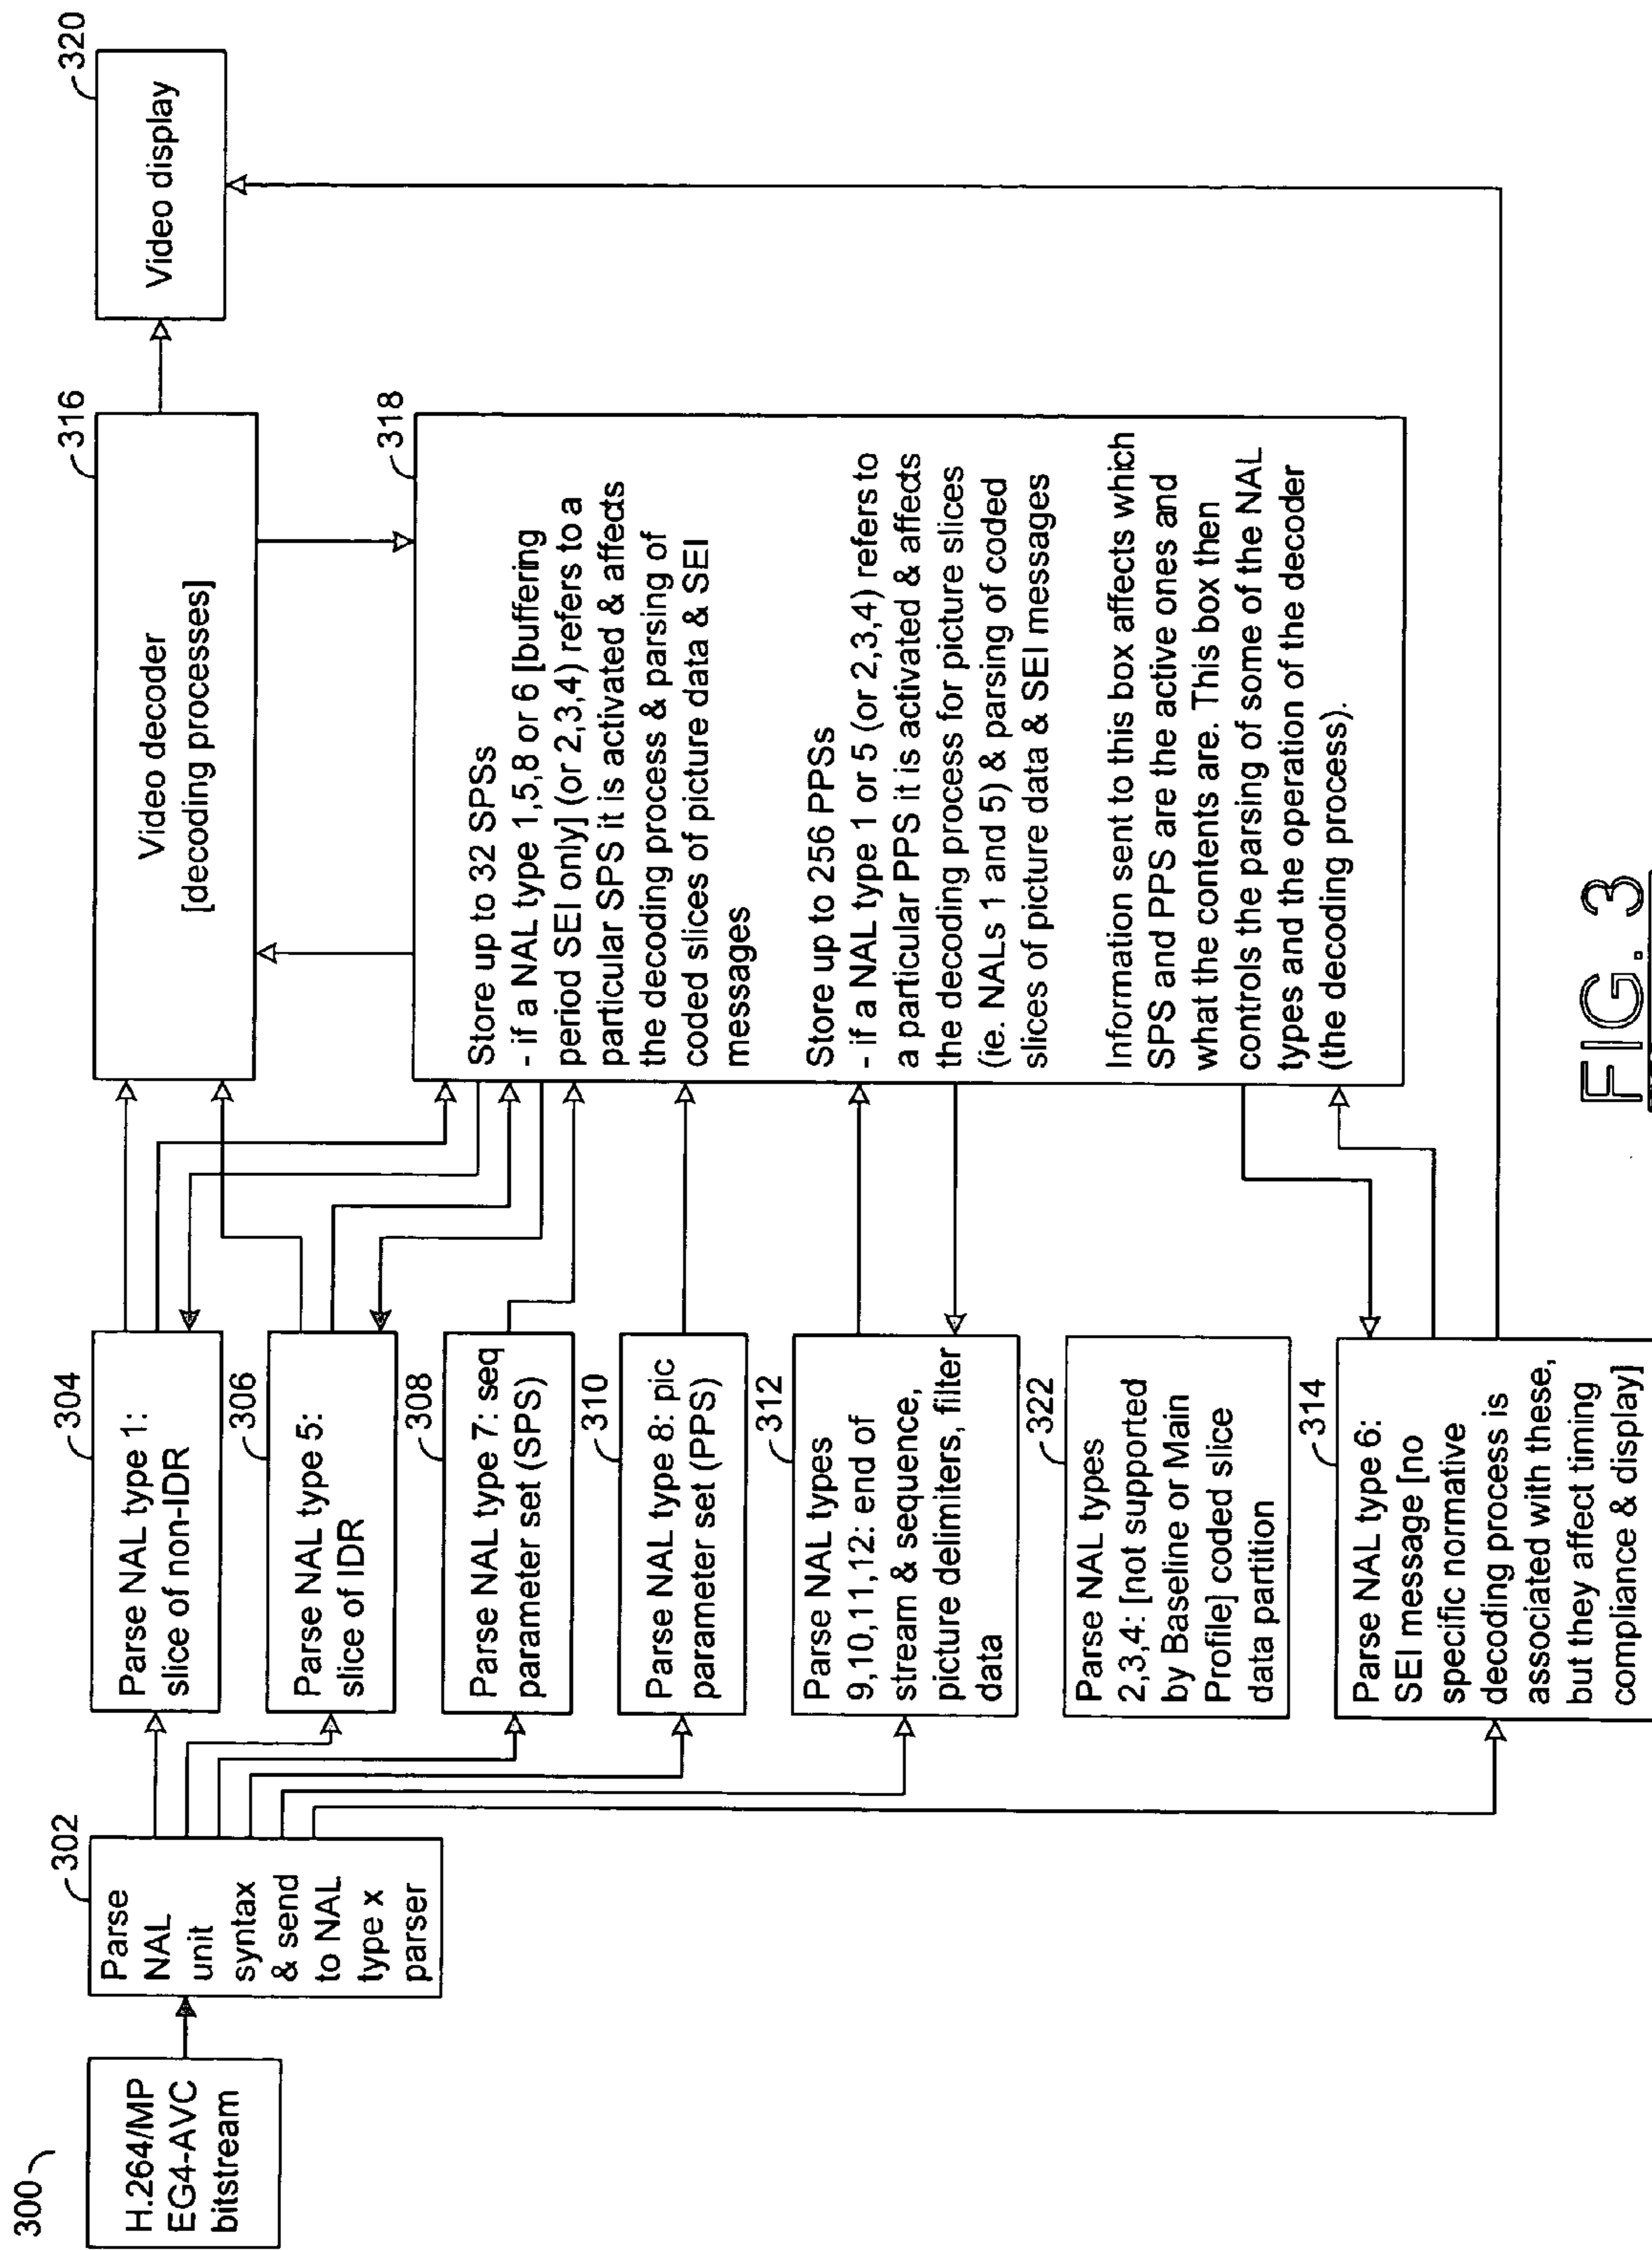 300
H.264/MP
EG4-AVC
bitstream
302
Parse
NAL
unit
syntax
& send
to NAL
type x
parser
304
Parse NAL type 1:
slice of non-IDR
306
Parse NAL type 5:
slice of IDR
308
Parse NAL type 7: seq
parameter set (SPS)
310
Parse NAL type 8: pic
parameter set (PPS)
312
Parse NAL types
9,10,11,12: end of
stream & sequence,
picture delimiters, filter
data
322
Parse NAL types
2,3,4: [not supported
by Baseline or Main
Profile] coded slice
data partition
314
Parse NAL type 6:
SEI message [no
specific normative
decoding process is
associated with these,
but they affect timing
compliance & display]
316
Video decoder
[decoding processes]
318
Store up to 32 SPSs
- if a NAL type 1,5,8 or 6 [buffering
period SEI only] (or 2,3,4) refers to a
particular SPS it is activated & affects
the decoding process & parsing of
coded slices of picture data & SEI
messages
Store up to 256 PPSs
- if a NAL type 1 or 5 (or 2,3,4) refers to
a particular PPS it is activated & affects
the decoding process for picture slices
(ie. NALs 1 and 5) & parsing of coded
slices of picture data & SEI messages
Information sent to this box affects which
SPS and PPS are the active ones and
what the contents are. This box then
controls the parsing of some of the NAL
types and the operation of the decoder
(the decoding process).
320
Video display
FIG. 3